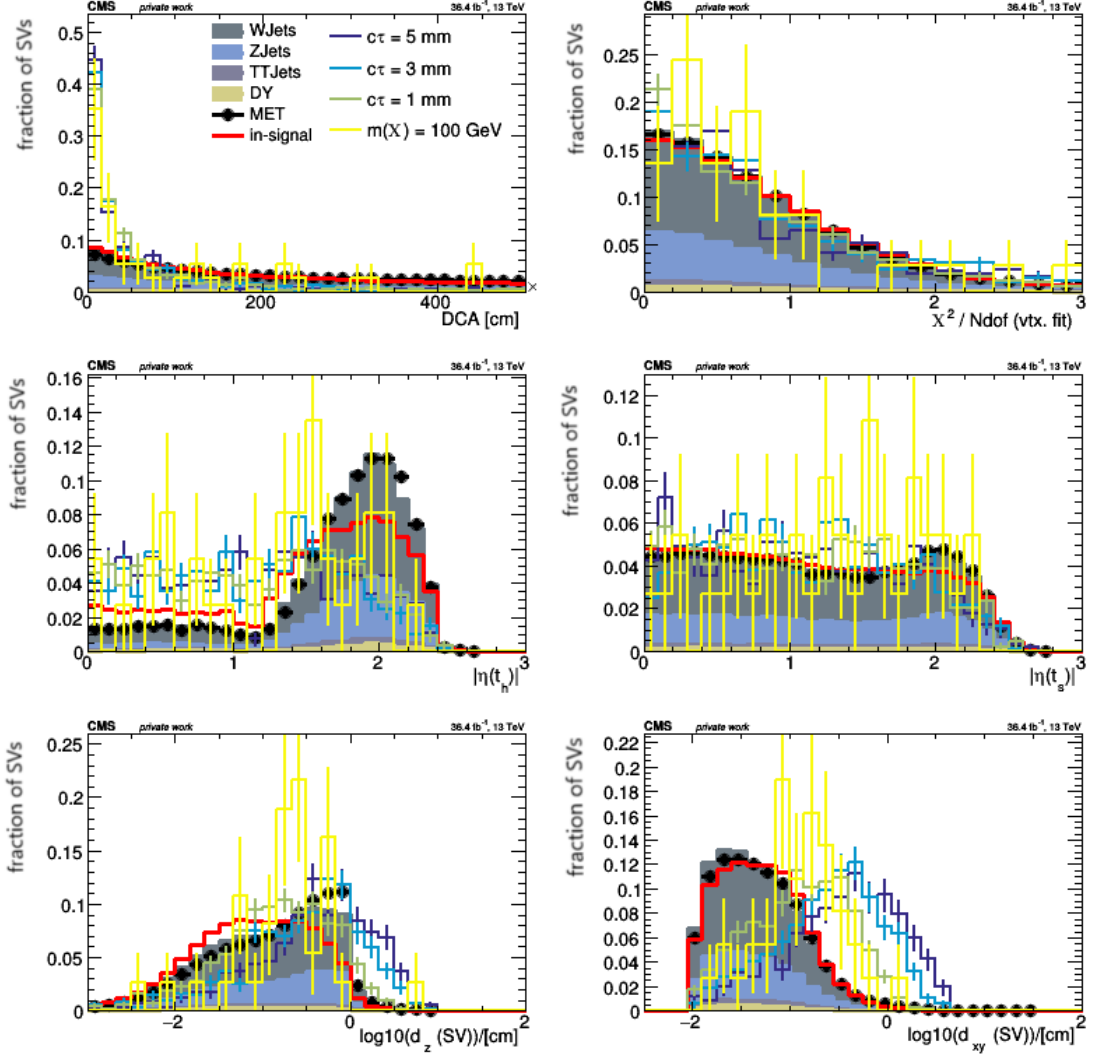 CMS private work 36.4 fb⁻¹, 13 TeV
fraction of SVs
0.5
0.4
0.3
0.2
0.1
0
WJets
ZJets
TTJets
DY
MET
in-signal
cτ = 5 mm
cτ = 3 mm
cτ = 1 mm
m(X) = 100 GeV
0 200 400 ×
DCA [cm]
CMS private work 36.4 fb⁻¹, 13 TeV
fraction of SVs
0.25
0.2
0.15
0.1
0.05
0
0 1 2 3
X² / Ndof (vtx. fit)
CMS private work 36.4 fb⁻¹, 13 TeV
fraction of SVs
0.16
0.14
0.12
0.1
0.08
0.06
0.04
0.02
0
0 1 2 3
|η(t_h)|
CMS private work 36.4 fb⁻¹, 13 TeV
fraction of SVs
0.12
0.1
0.08
0.06
0.04
0.02
0
0 1 2 3
|η(t_s)|
CMS private work 36.4 fb⁻¹, 13 TeV
fraction of SVs
0.25
0.2
0.15
0.1
0.05
0
−2 0 2
log10(d_z (SV))/[cm]
CMS private work 36.4 fb⁻¹, 13 TeV
fraction of SVs
0.22
0.2
0.18
0.16
0.14
0.12
0.1
0.08
0.06
0.04
0.02
0
−2 0 2
log10(d_xy (SV))/[cm]